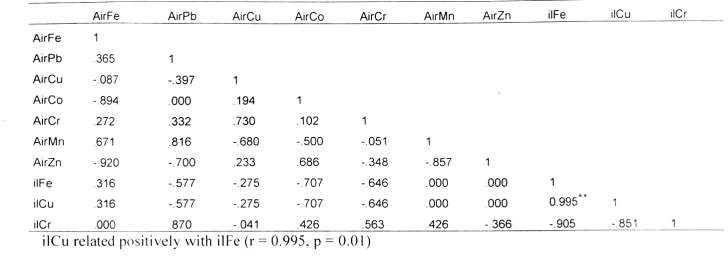 AirFe AirPb AirCu AirCo AirCr AirMn AirZn ilFe ilCu ilCr
AirFe 1
AirPb .365 1
AirCu -.087 -.397 1
AirCo -.894 .000 .194 1
AirCr .272 .332 .730 .102 1
AirMn .671 .816 -.680 -.500 -.051 1
AirZn -.920 -.700 .233 .686 -.348 -.857 1
ilFe .316 -.577 -.275 -.707 -.646 .000 000 1
ilCu .316 -.577 -.275 -.707 -.646 .000 .000 0.995** 1
ilCr .000 .870 -.041 .426 .563 426 -.366 -.905 -.851 1
ilCu related positively with ilFe (r = 0.995, p = 0.01)